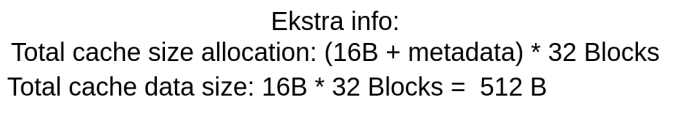 Ekstra info:
Total cache size allocation: (16B + metadata) * 32 Blocks
Total cache data size: 16B * 32 Blocks = 512 B